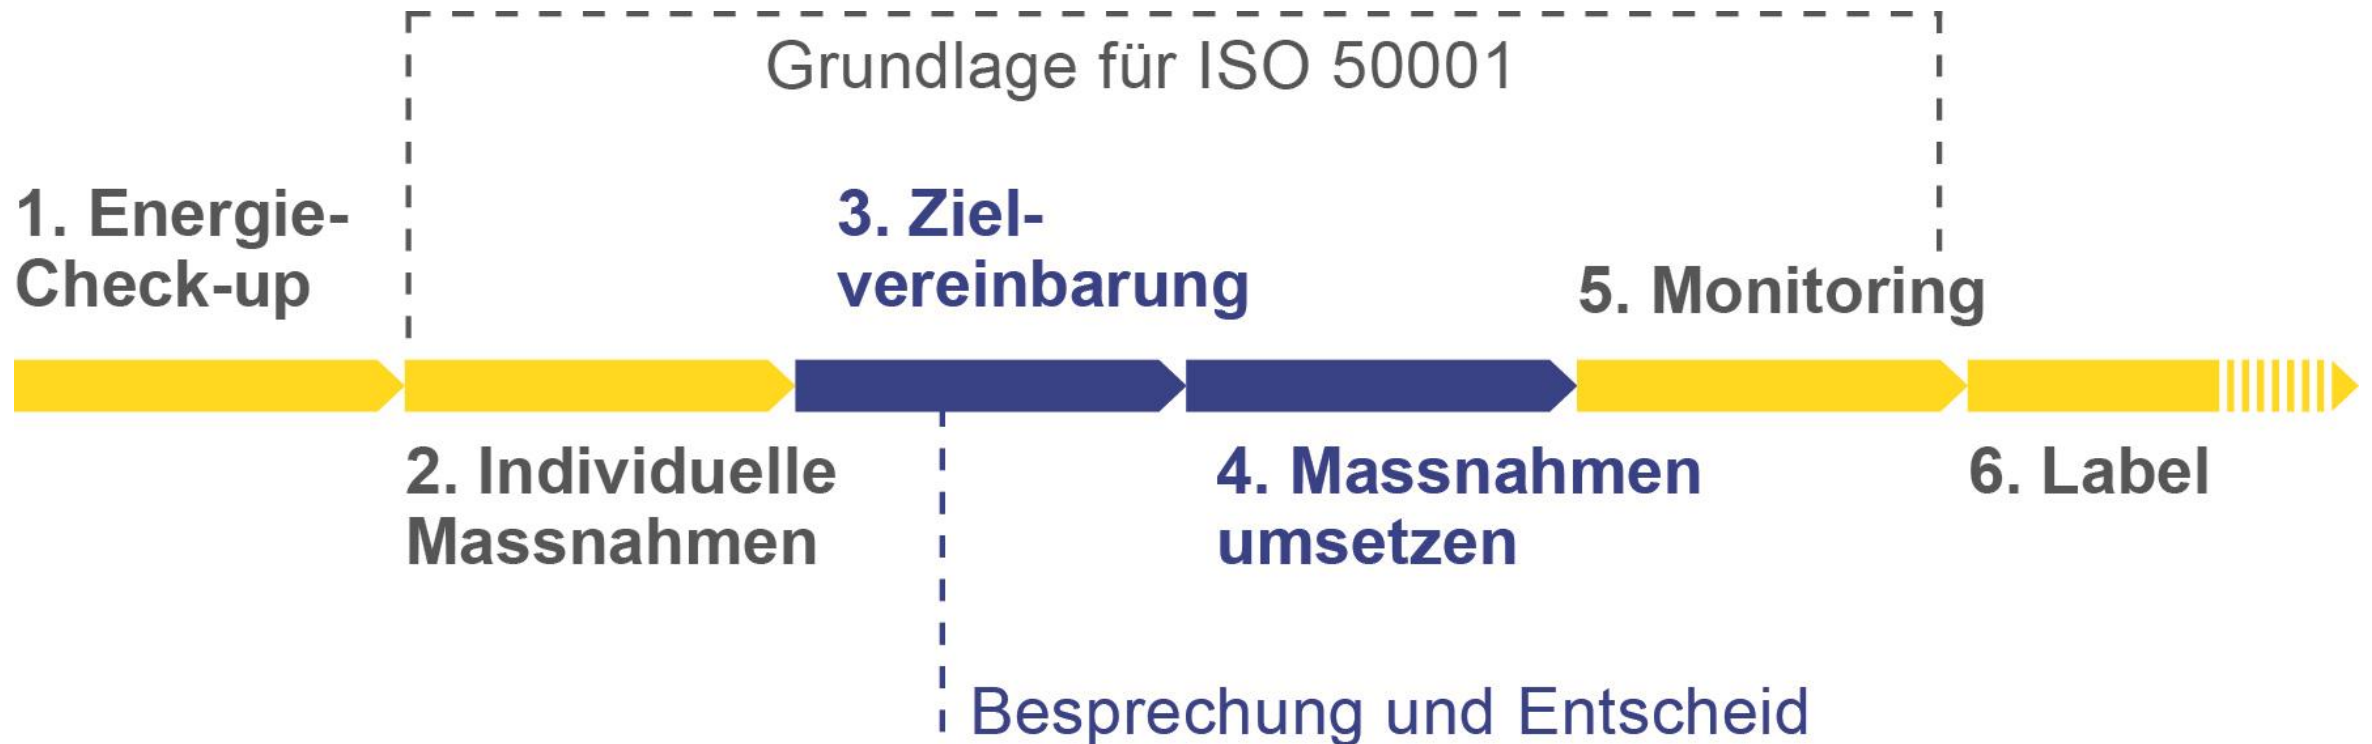 Grundlage für ISO 50001
1. Energie-
Check-up
3. Ziel-
vereinbarung
5. Monitoring
2. Individuelle
Massnahmen
4. Massnahmen
umsetzen
6. Label
Besprechung und Entscheid